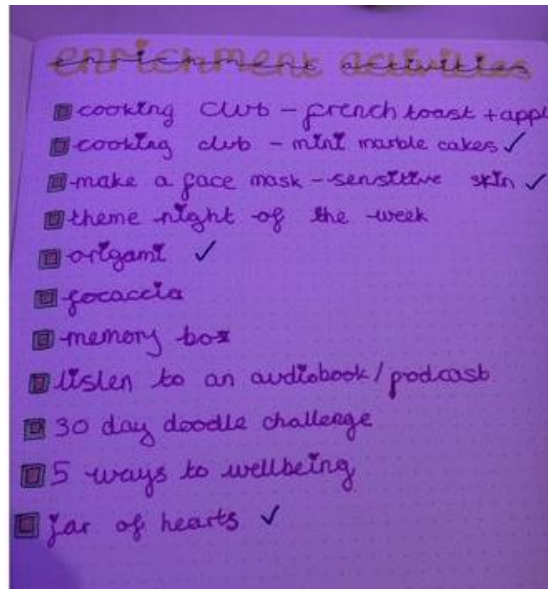 enrichment activities
cooking club - french toast + appl
cooking club - mini marble cakes ✓
make a face mask - sensitive skin ✓
theme night of the week
origami ✓
focaccia
memory box
listen to an audiobook/podcast
30 day doodle challenge
5 ways to wellbeing
jar of hearts ✓